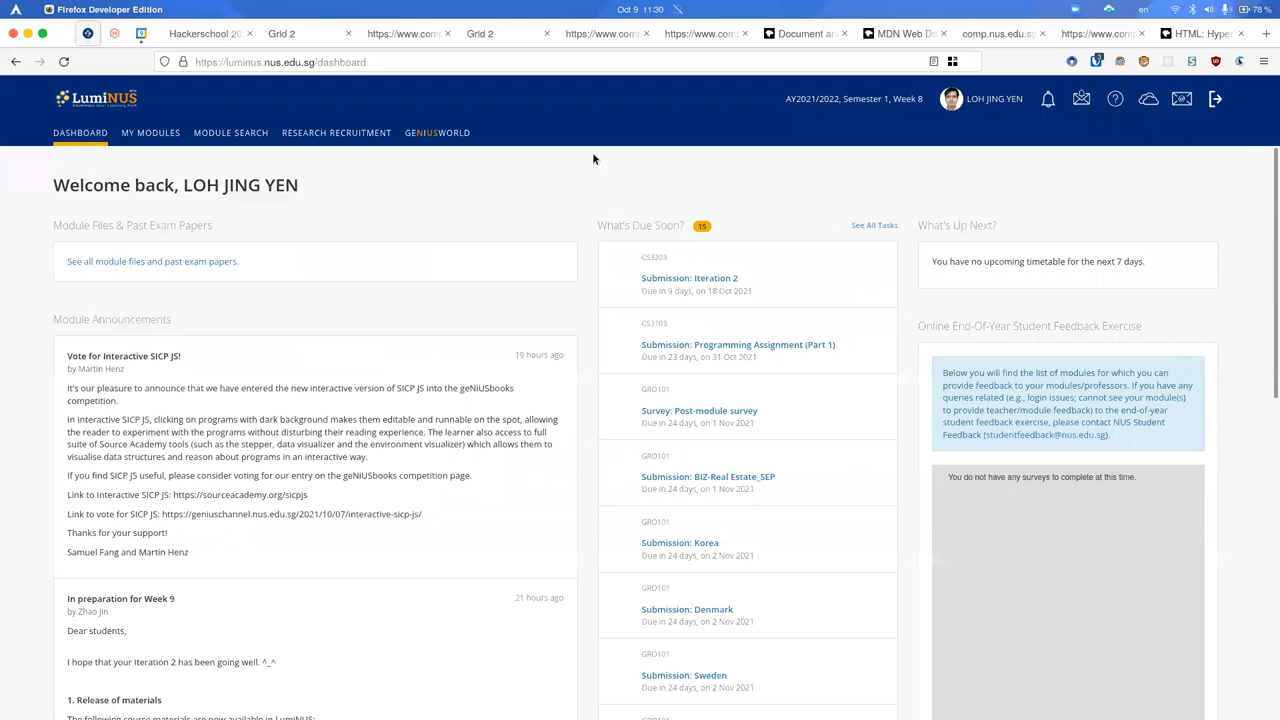 Firefox Developer Edition
Oct 9 11:30
78 %
Hackerschool 20
Grid 2
https://www.com
Grid 2
https://www.com
https://www.com
Document an
MDN Web Do
comp.nus.edu.s
https://www.com
HTML: Hyper
https://luminus.nus.edu.sg/dashboard
LumiNUS
AY2021/2022, Semester 1, Week 8
LOH JING YEN
DASHBOARD
MY MODULES
MODULE SEARCH
RESEARCH RECRUITMENT
GENIUSWORLD
Welcome back, LOH JING YEN
Module Files & Past Exam Papers
See all module files and past exam papers.
Module Announcements
Vote for Interactive SICP JS!
19 hours ago
by Martin Henz
It's our pleasure to announce that we have entered the new interactive version of SICP JS into the geNiUSbooks
competition.
In Interactive SICP JS, clicking on programs with dark background makes them editable and runnable on the spot, allowing
the reader to experiment with the programs without disturbing their reading experience. The learner also access to full
suite of Source Academy tools (such as the stepper, data visualizer and the environment visualizer) which allows them to
visualise data structures and reason about programs in an interactive way.
If you find SICP JS useful, please consider voting for our entry on the geNiUSbooks competition page.
Link to Interactive SICP JS: https://sourceacademy.org/sicpjs
Link to vote for SICP JS: https://geniuschannel.nus.edu.sg/2021/10/07/interactive-sicp-js/
Thanks for your support!
Samuel Fang and Martin Henz
In preparation for Week 9
21 hours ago
by Zhao Jin
Dear students,
I hope that your Iteration 2 has been going well. ^_^
1. Release of materials
The following course materials are now available in LumiNUS:
What's Due Soon?
15
See All Tasks
CS3203
Submission: Iteration 2
Due in 9 days, on 18 Oct 2021
CS3103
Submission: Programming Assignment (Part 1)
Due in 23 days, on 31 Oct 2021
GRO101
Survey: Post-module survey
Due in 24 days, on 1 Nov 2021
GRO101
Submission: BIZ-Real Estate_SEP
Due in 24 days, on 1 Nov 2021
GRO101
Submission: Korea
Due in 24 days, on 2 Nov 2021
GRO101
Submission: Denmark
Due in 24 days, on 2 Nov 2021
GRO101
Submission: Sweden
Due in 24 days, on 2 Nov 2021
GRO101
What's Up Next?
You have no upcoming timetable for the next 7 days.
Online End-Of-Year Student Feedback Exercise
Below you will find the list of modules for which you can
provide feedback to your modules/professors. If you have any
queries related (e.g., login issues; cannot see your module(s)
to provide teacher/module feedback) to the end-of-year
student feedback exercise, please contact NUS Student
Feedback (studentfeedback@nus.edu.sg).
You do not have any surveys to complete at this time.